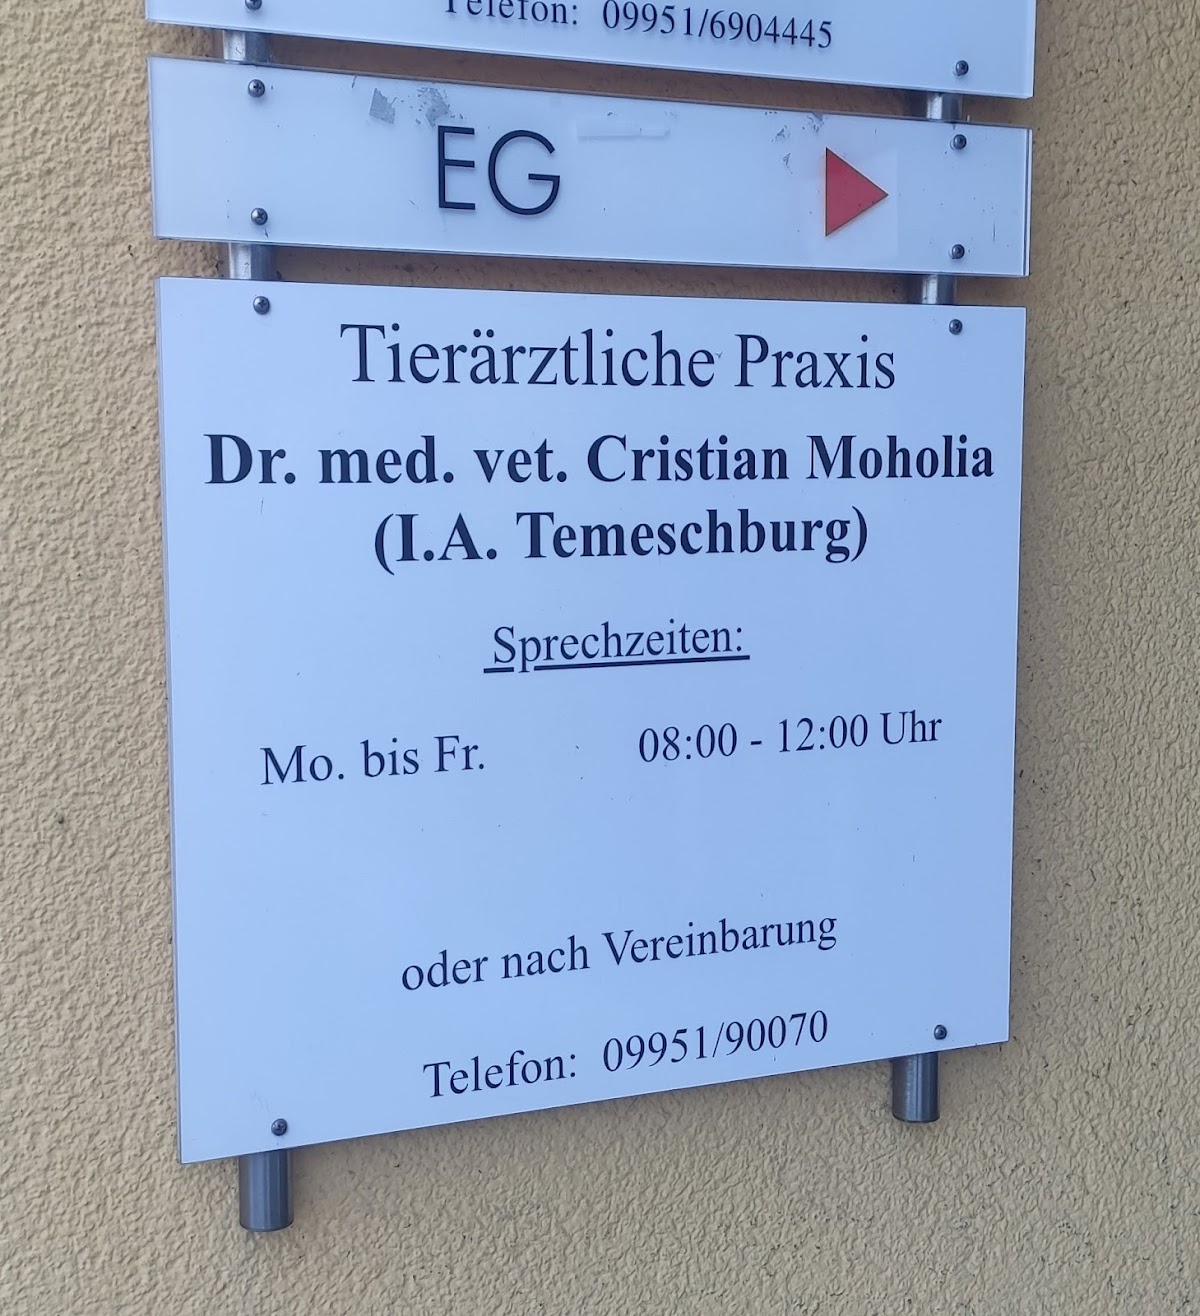 Telefon: 09951/6904445
EG
Tierärztliche Praxis
Dr. med. vet. Cristian Moholia
(I.A. Temeschburg)
Sprechzeiten:
Mo. bis Fr. 08:00 - 12:00 Uhr
oder nach Vereinbarung
Telefon: 09951/90070